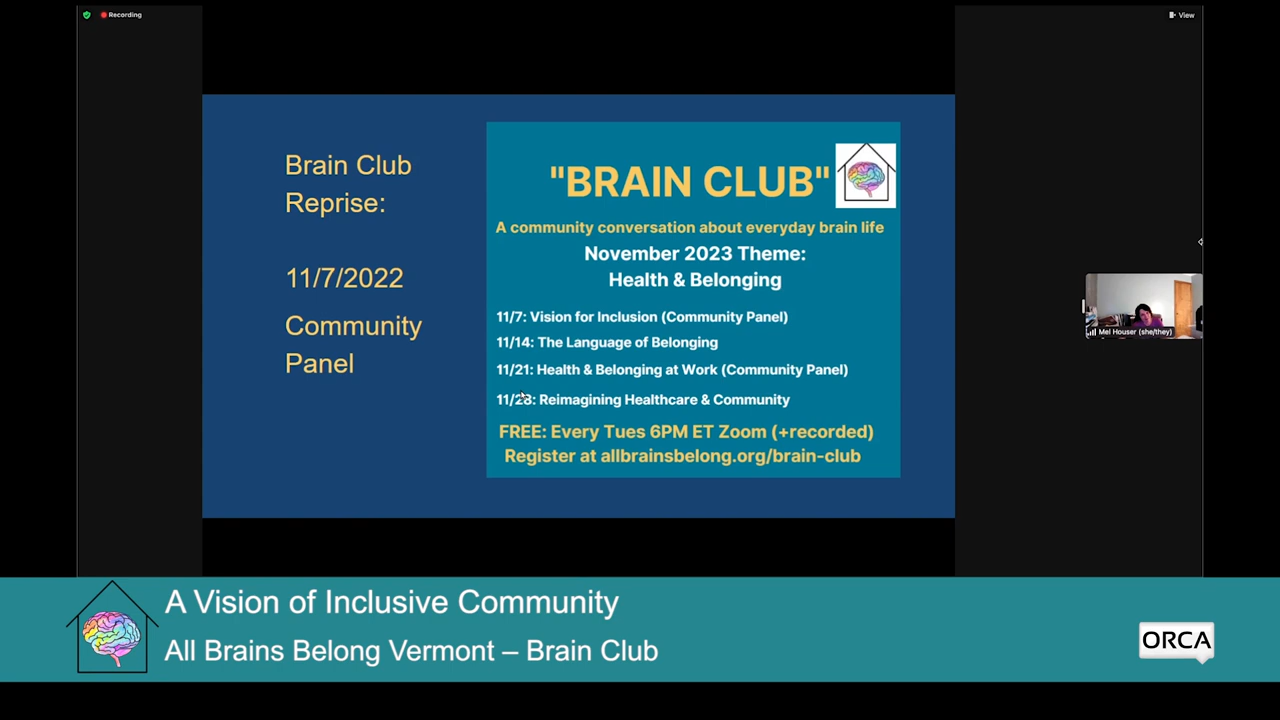 Recording
View
Brain Club
Reprise:
11/7/2022
Community
Panel
"BRAIN CLUB"
A community conversation about everyday brain life
November 2023 Theme:
Health & Belonging
11/7: Vision for Inclusion (Community Panel)
11/14: The Language of Belonging
11/21: Health & Belonging at Work (Community Panel)
11/28: Reimagining Healthcare & Community
FREE: Every Tues 6PM ET Zoom (+recorded)
Register at allbrainsbelong.org/brain-club
Mel Houser (she/they)
A Vision of Inclusive Community
All Brains Belong Vermont – Brain Club
ORCA